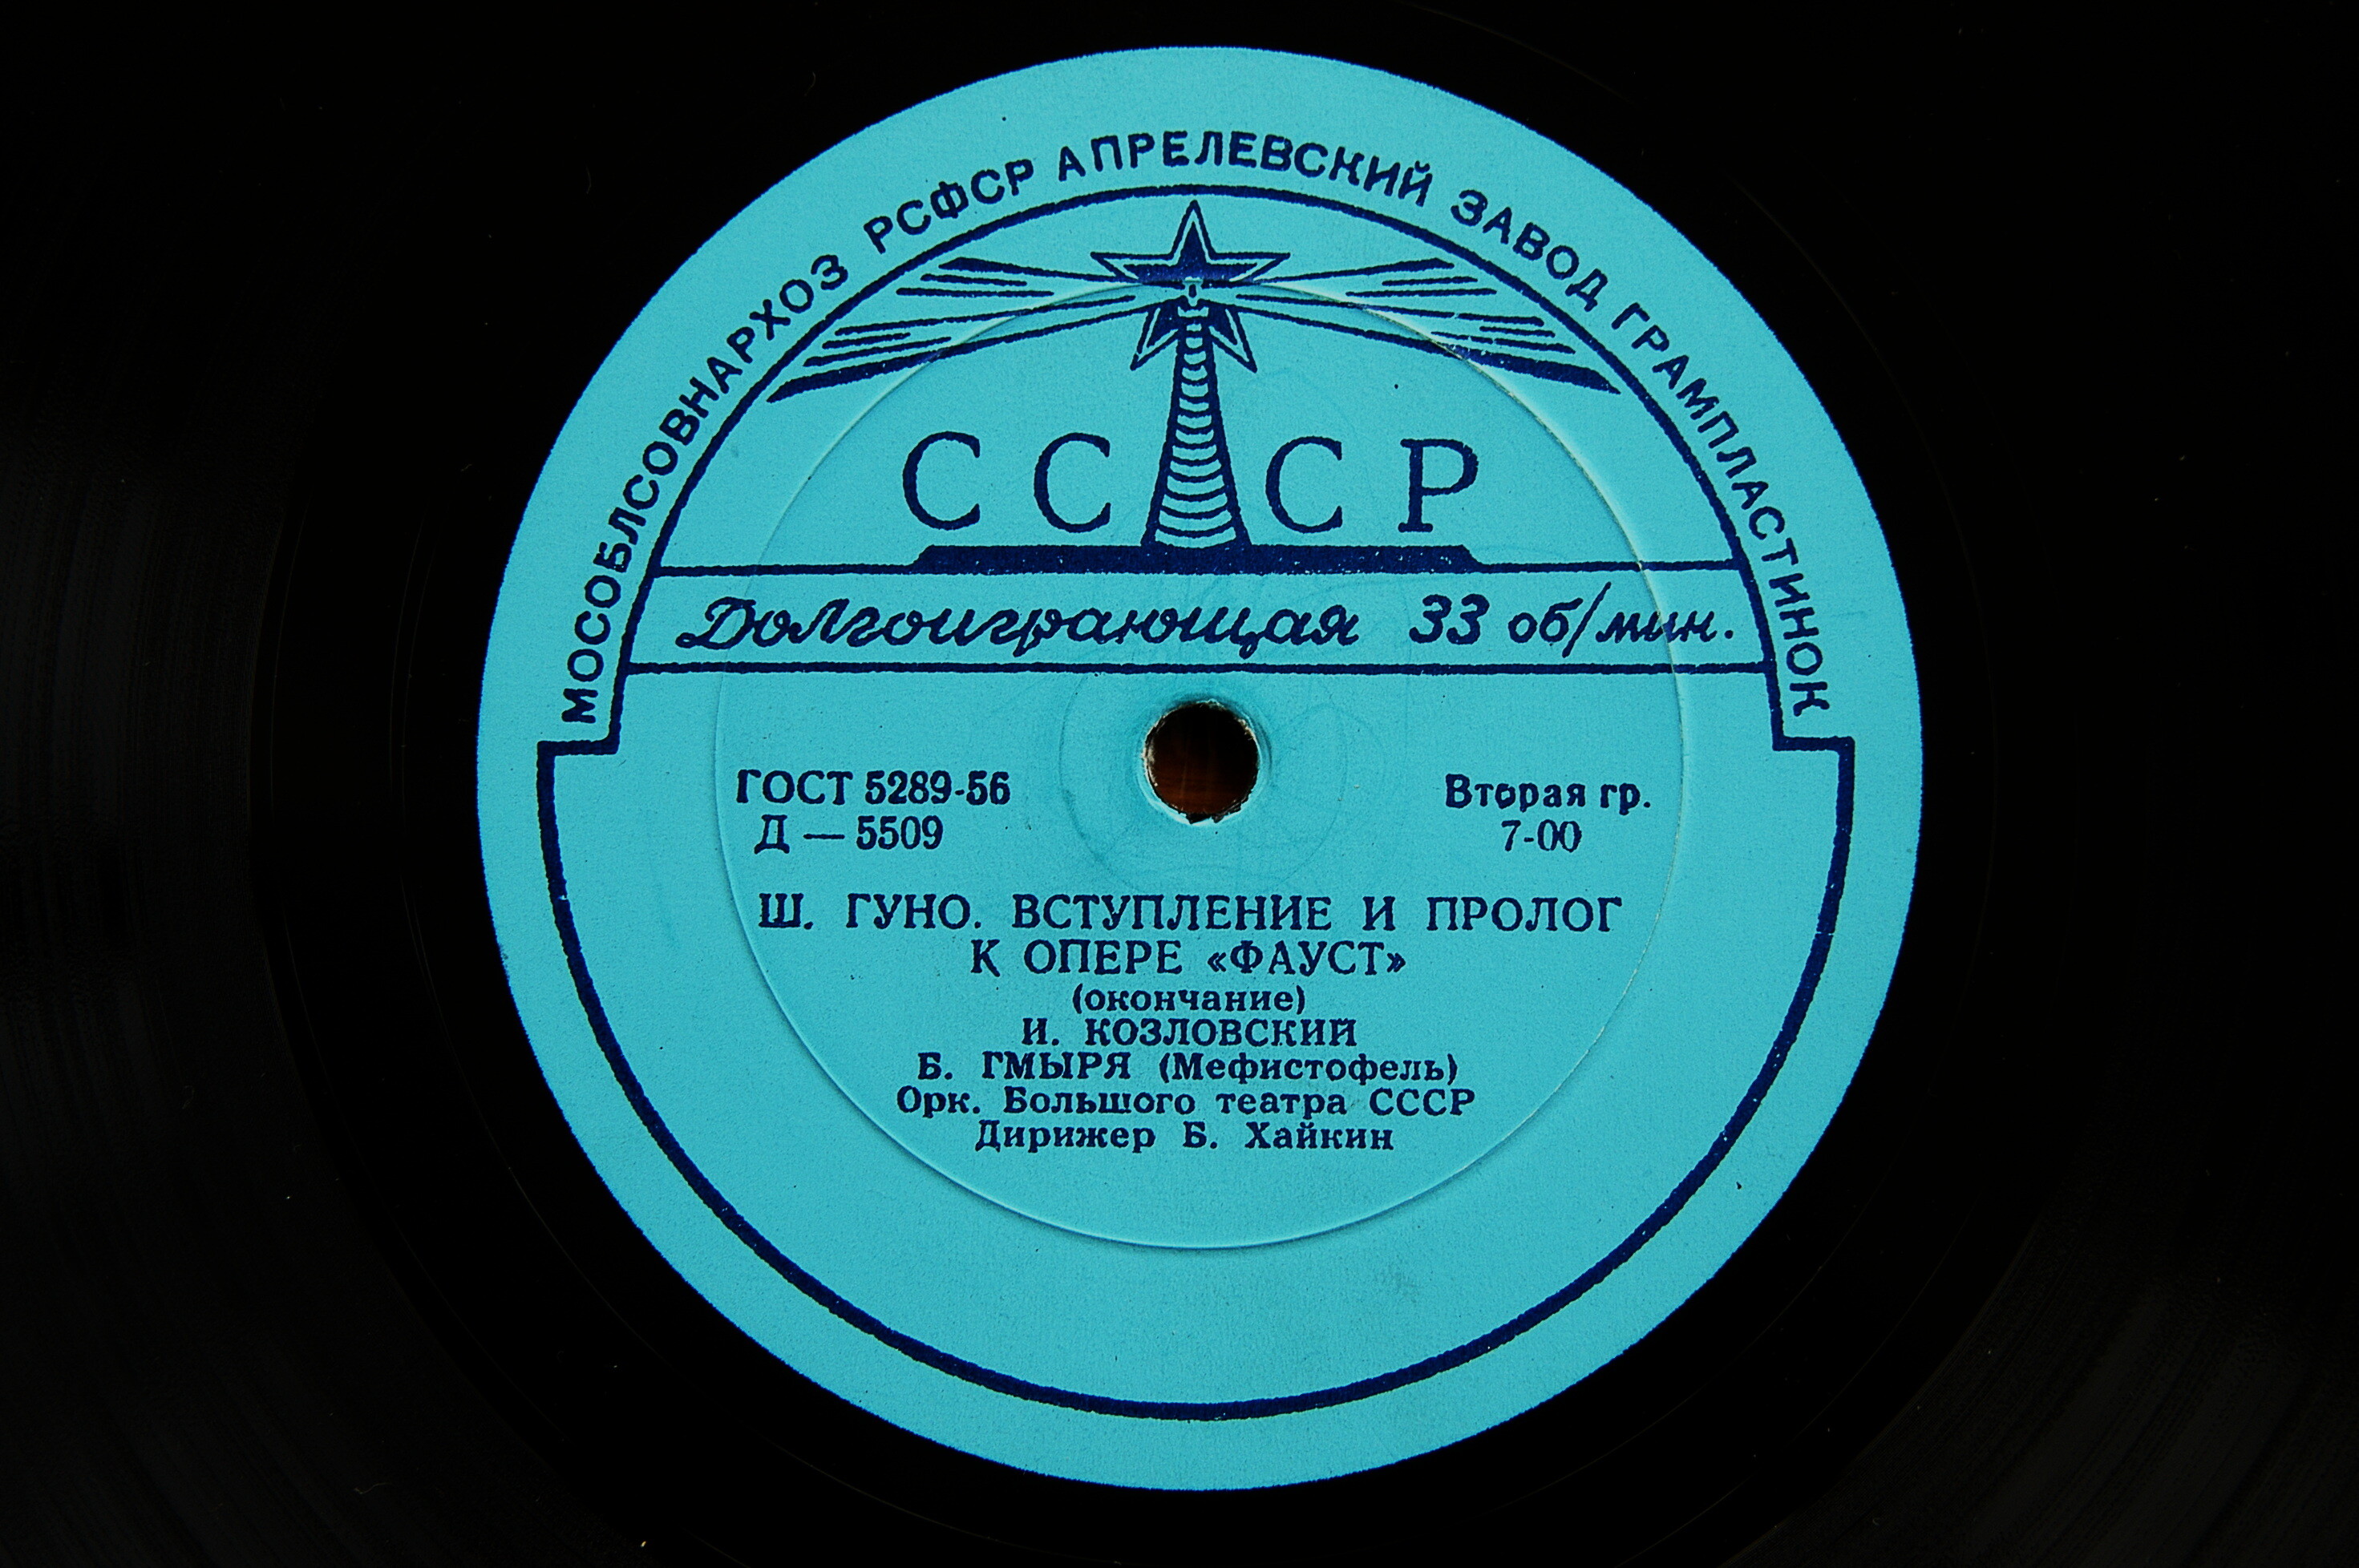 МОСОБЛСОВНАРХОЗ РСФСР АПРЕЛЕВСКИЙ ЗАВОД ГРАМПЛАСТИНОК
СССР
Долгоиграющая 33 об/мин.
ГОСТ 5289-56
Вторая гр.
Д — 5509
7-00
Ш. ГУНО. ВСТУПЛЕНИЕ И ПРОЛОГ
К ОПЕРЕ «ФАУСТ»
(окончание)
И. КОЗЛОВСКИЙ
Б. ГМЫРЯ (Мефистофель)
Орк. Большого театра СССР
Дирижер Б. Хайкин